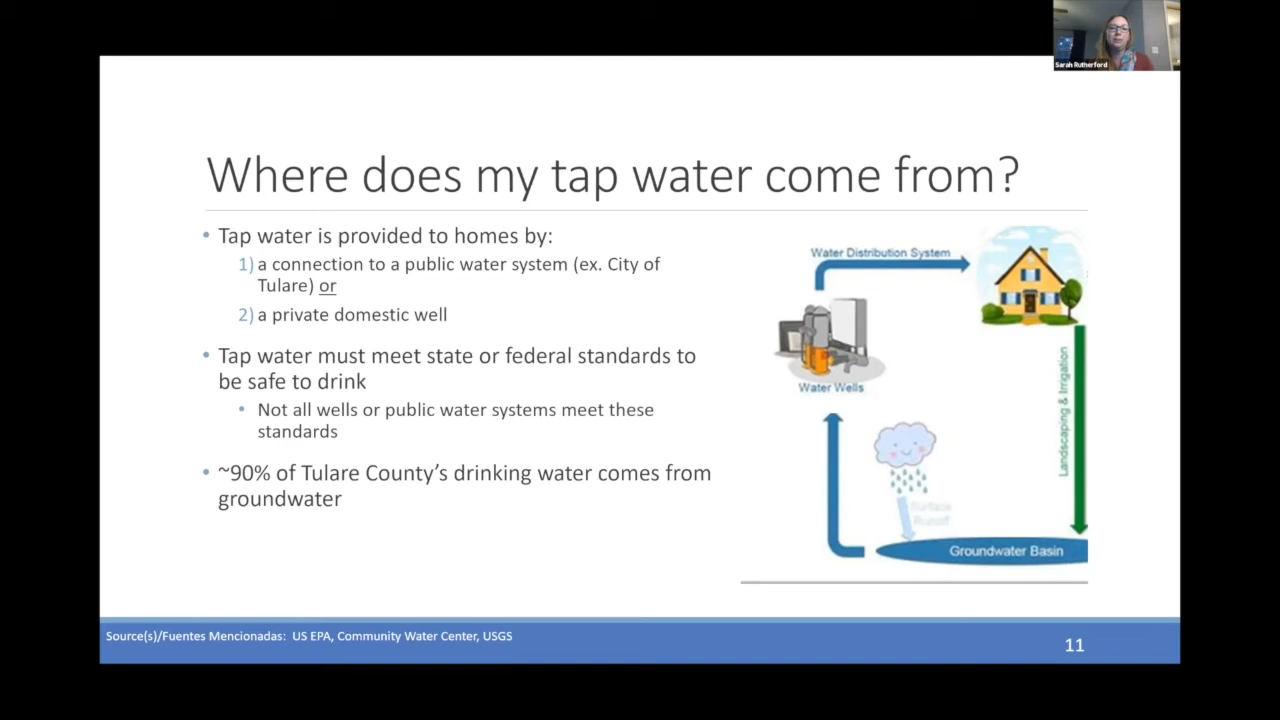 Sarah Rutherford
Where does my tap water come from?
• Tap water is provided to homes by:
1) a connection to a public water system (ex. City of
Tulare) or
2) a private domestic well
• Tap water must meet state or federal standards to
be safe to drink
• Not all wells or public water systems meet these
standards
• ~90% of Tulare County’s drinking water comes from
groundwater
Water Distribution System
Water Wells
Landscaping & Irrigation
Surface
Runoff
Groundwater Basin
Source(s)/Fuentes Mencionadas: US EPA, Community Water Center, USGS
11